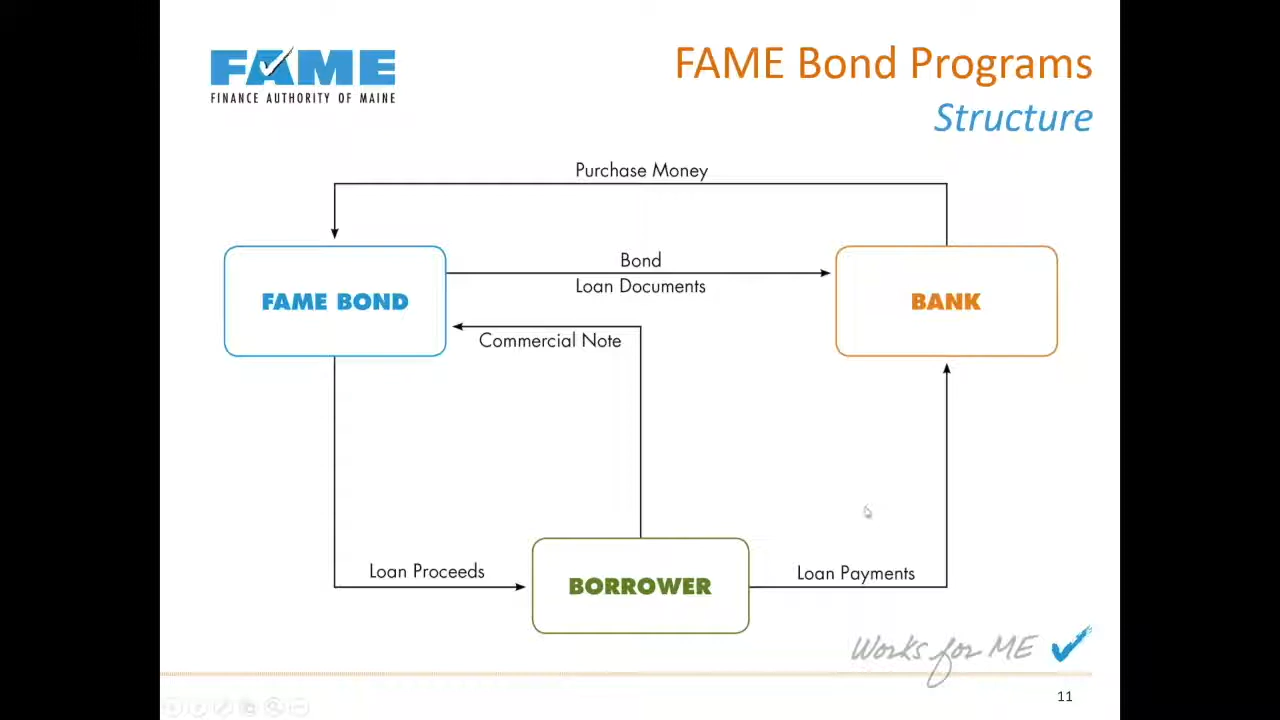 FAME
FINANCE AUTHORITY OF MAINE
FAME Bond Programs
Structure
Purchase Money
Bond
Loan Documents
FAME BOND
BANK
Commercial Note
Loan Proceeds
BORROWER
Loan Payments
Works for ME
11